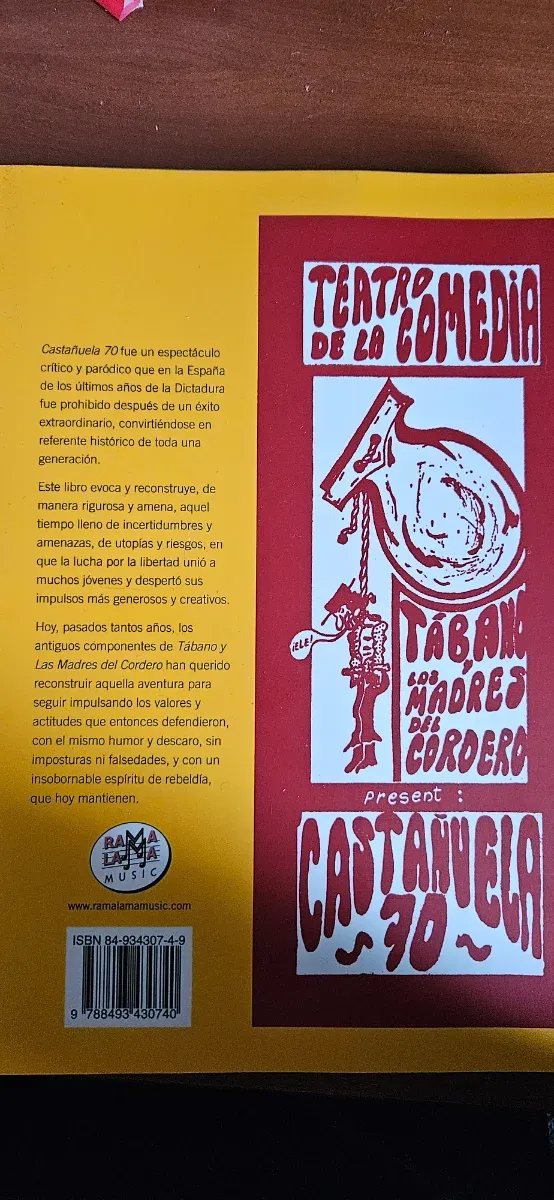 Castañuela 70 fue un espectáculo
crítico y paródico que en la España
de los últimos años de la Dictadura
fue prohibido después de un éxito
extraordinario, convirtiéndose en
referente histórico de toda una
generación.
Este libro evoca y reconstruye, de
manera rigurosa y amena, aquel
tiempo lleno de incertidumbres y
amenazas, de utopías y riesgos, en
que la lucha por la libertad unió a
muchos jóvenes y despertó sus
impulsos más generosos y creativos.
Hoy, pasados tantos años, los
antiguos componentes de Tábano y
Las Madres del Cordero han querido
reconstruir aquella aventura para
seguir impulsando los valores y
actitudes que entonces defendieron,
con el mismo humor y descaro, sin
imposturas ni falsedades, y con un
insobornable espíritu de rebeldía,
que hoy mantienen.
RAMA
LAMA
MUSIC
www.ramalamamusic.com
ISBN 84-934307-4-9
9 788493 430740
TEATRO
DE LA COMEDIA
¡ELE!
TÁBANO
Y
LAS
MADRES
DEL
CORDERO
present :
CASTAÑUELA
~ 70 ~